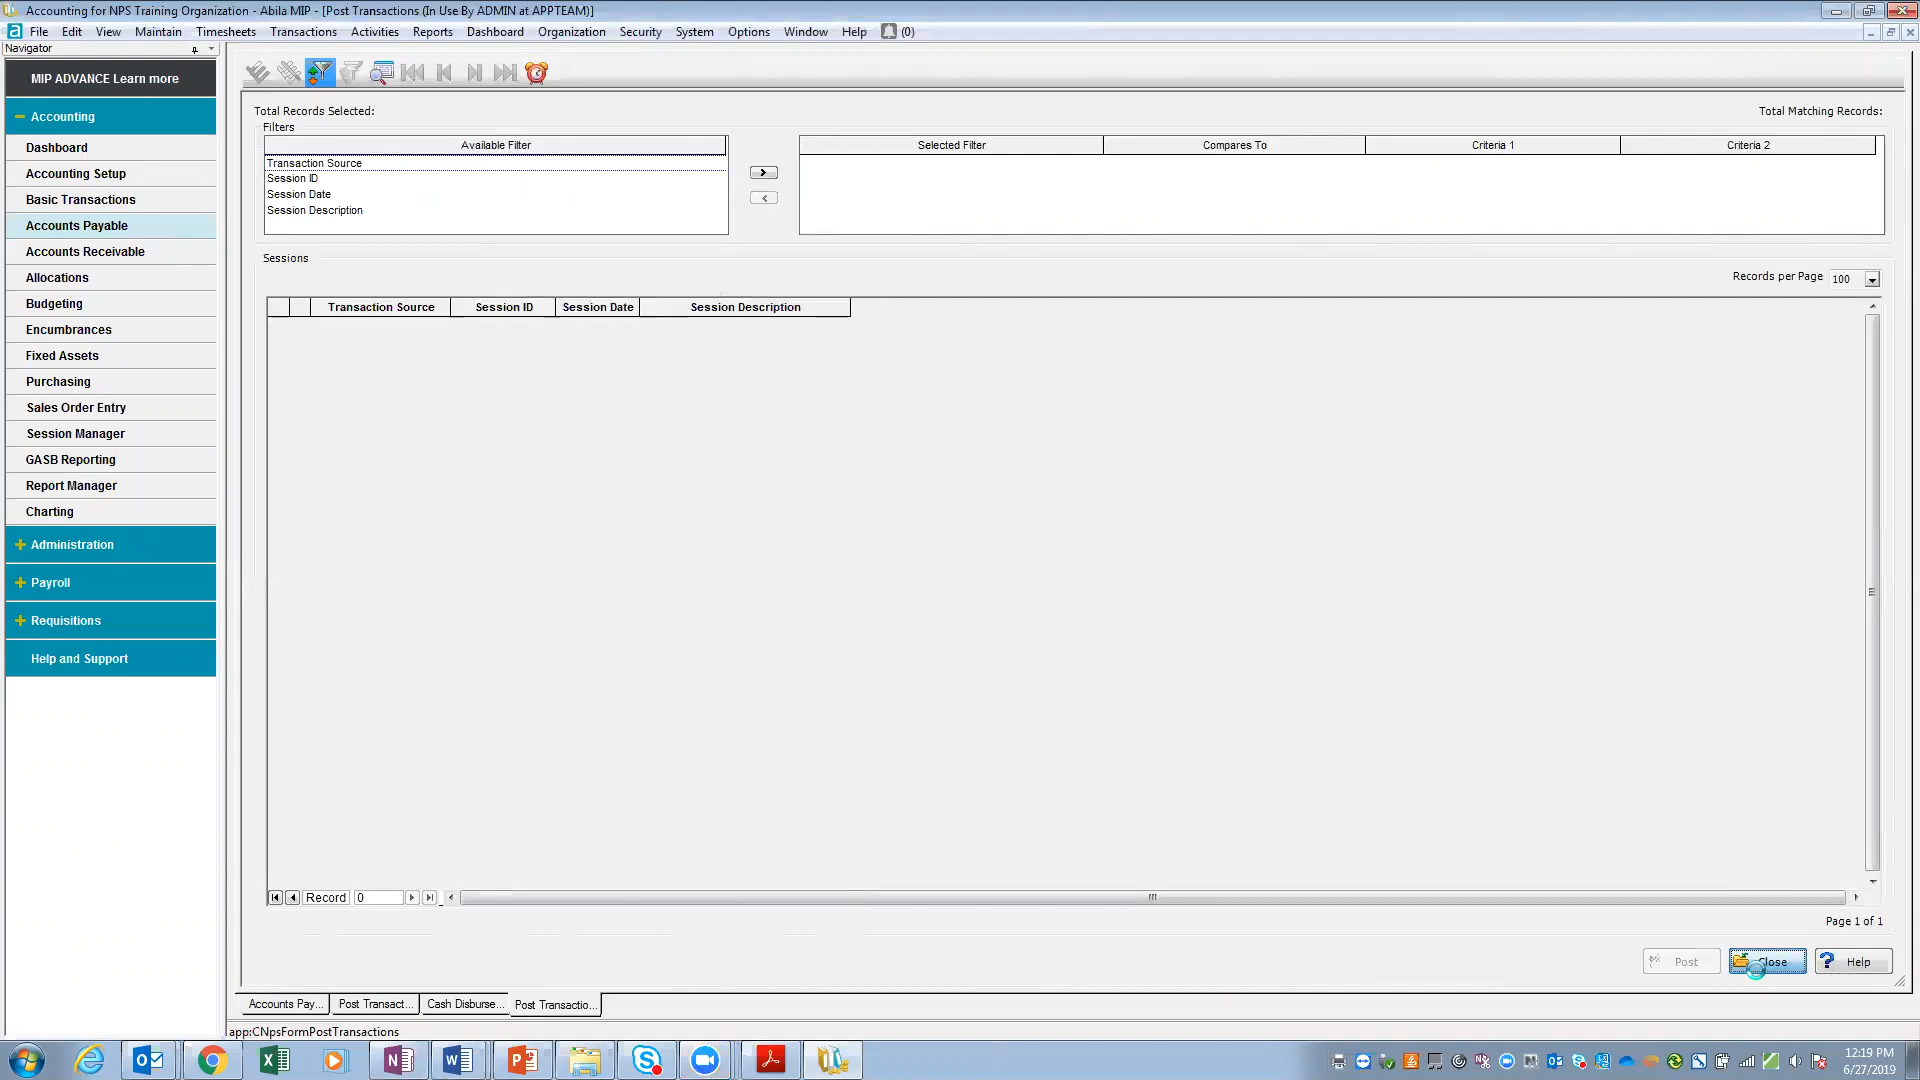 Accounting for NPS Training Organization - Abila MIP - [Post Transactions (In Use By ADMIN at APPTEAM)]
File Edit View Maintain Timesheets Transactions Activities Reports Dashboard Organization Security System Options Window Help (0)
Navigator
MIP ADVANCE Learn more
Accounting
Dashboard
Accounting Setup
Basic Transactions
Accounts Payable
Accounts Receivable
Allocations
Budgeting
Encumbrances
Fixed Assets
Purchasing
Sales Order Entry
Session Manager
GASB Reporting
Report Manager
Charting
Administration
Payroll
Requisitions
Help and Support
Total Records Selected: Total Matching Records:
Filters
Available Filter
Transaction Source
Session ID
Session Date
Session Description
Selected Filter Compares To Criteria 1 Criteria 2
Sessions
Records per Page 100
Transaction Source Session ID Session Date Session Description
Record 0
Page 1 of 1
Post Close Help
Accounts Pay... Post Transact... Cash Disburse... Post Transactio...
app:CNpsFormPostTransactions
12:19 PM
6/27/2019